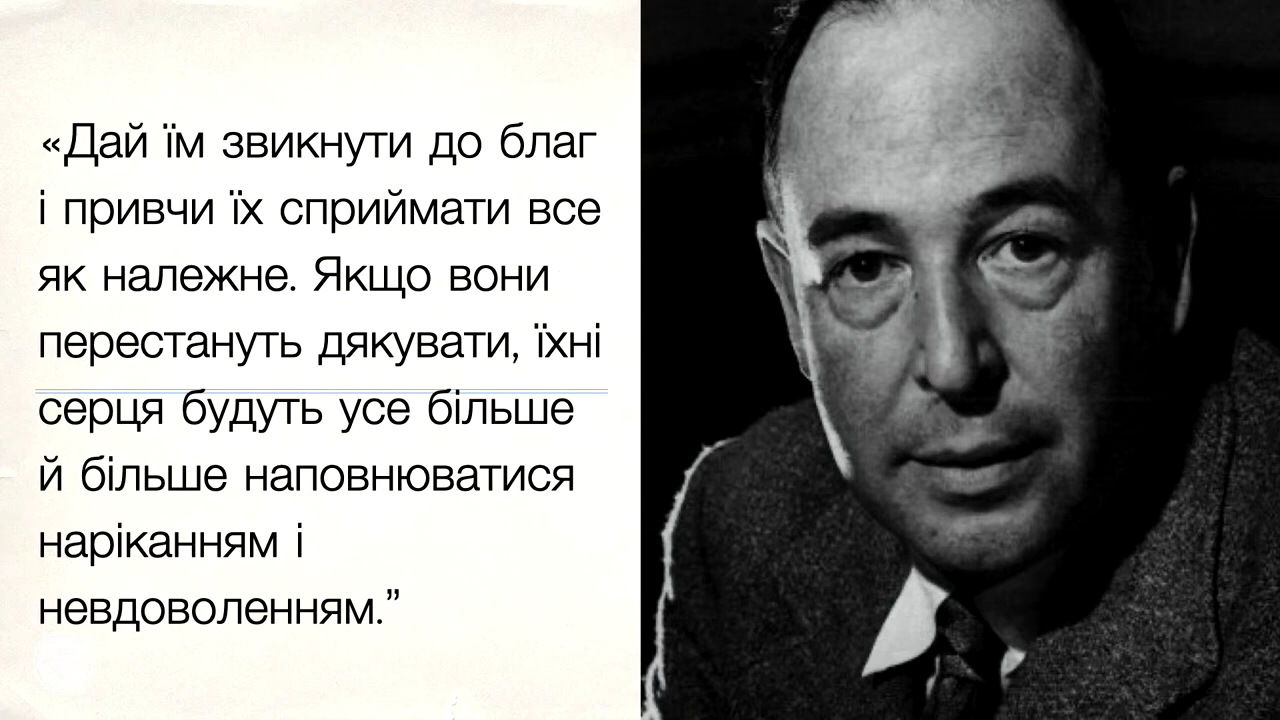 «Дай їм звикнути до благ
і привчи їх сприймати все
як належне. Якщо вони
перестануть дякувати, їхні
серця будуть усе більше
й більше наповнюватися
наріканням і
невдоволенням.”